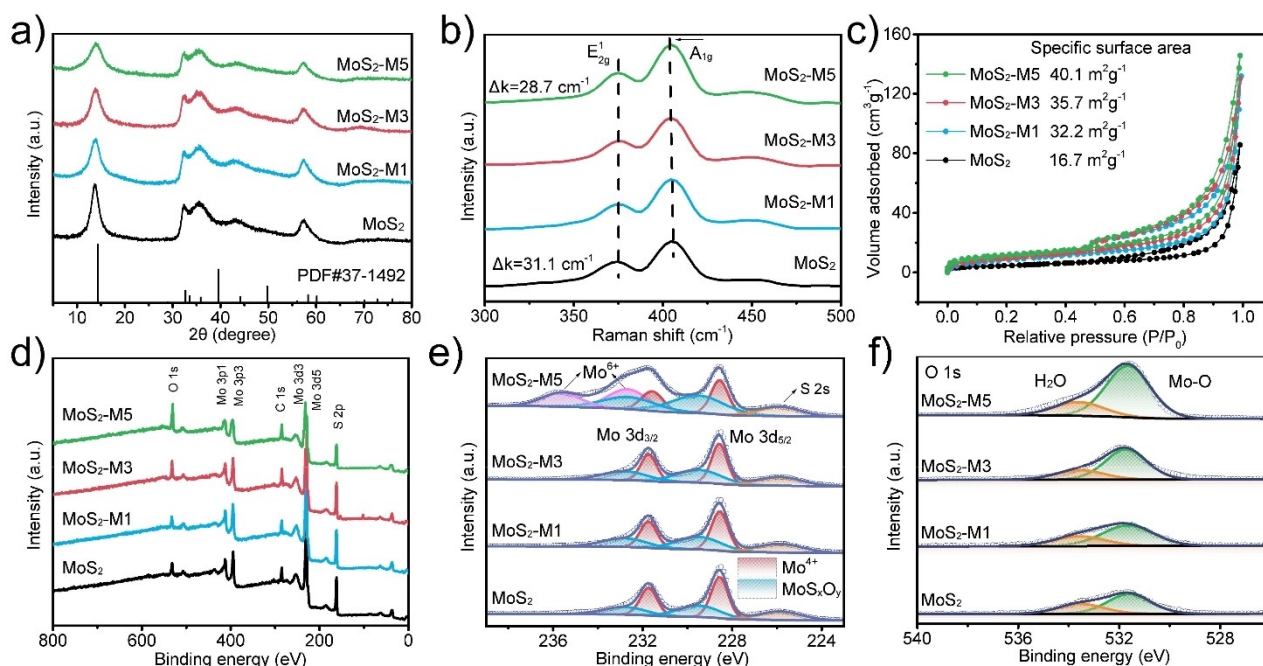 a)
MoS₂-M5
MoS₂-M3
MoS₂-M1
MoS₂
PDF#37-1492
Intensity (a.u.)
10 20 30 40 50 60 70 80
2θ (degree)
b)
E¹₂g
A₁g
Δk=28.7 cm⁻¹
MoS₂-M5
MoS₂-M3
MoS₂-M1
Δk=31.1 cm⁻¹
MoS₂
Intensity (a.u.)
300 350 400 450 500
Raman shift (cm⁻¹)
c)
Specific surface area
MoS₂-M5 40.1 m²g⁻¹
MoS₂-M3 35.7 m²g⁻¹
MoS₂-M1 32.2 m²g⁻¹
MoS₂ 16.7 m²g⁻¹
Volume adsorbed (cm³g⁻¹)
160
120
80
40
0
0.0 0.2 0.4 0.6 0.8 1.0
Relative pressure (P/P₀)
d)
O 1s
Mo 3p1
Mo 3p3
C 1s
Mo 3d3
Mo 3d5
S 2p
MoS₂-M5
MoS₂-M3
MoS₂-M1
MoS₂
Intensity (a.u.)
800 600 400 200 0
Binding energy (eV)
e)
Mo⁶⁺
MoS₂-M5
S 2s
Mo 3d₃/₂ Mo 3d₅/₂
MoS₂-M3
MoS₂-M1
Mo⁴⁺
MoSₓOᵧ
MoS₂
Intensity (a.u.)
236 232 228 224
Binding energy (eV)
f)
O 1s
H₂O
Mo-O
MoS₂-M5
MoS₂-M3
MoS₂-M1
MoS₂
Intensity (a.u.)
540 536 532 528
Binding energy (eV)